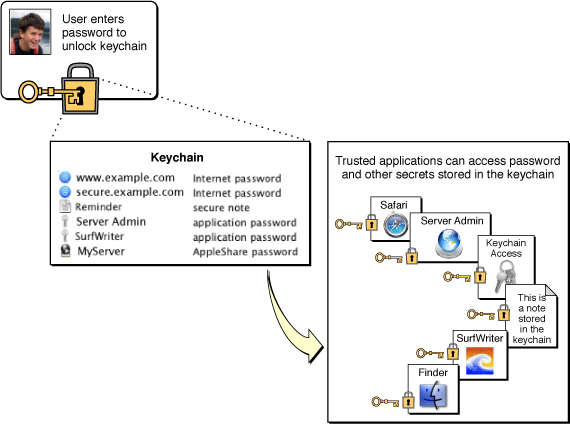 User enters
password to
unlock keychain
Keychain
www.example.com Internet password
secure.example.com Internet password
Reminder secure note
Server Admin application password
SurfWriter application password
MyServer AppleShare password
Trusted applications can access password
and other secrets stored in the keychain
Safari
Server Admin
Keychain
Access
This is
a note
stored
in the
keychain
SurfWriter
Finder